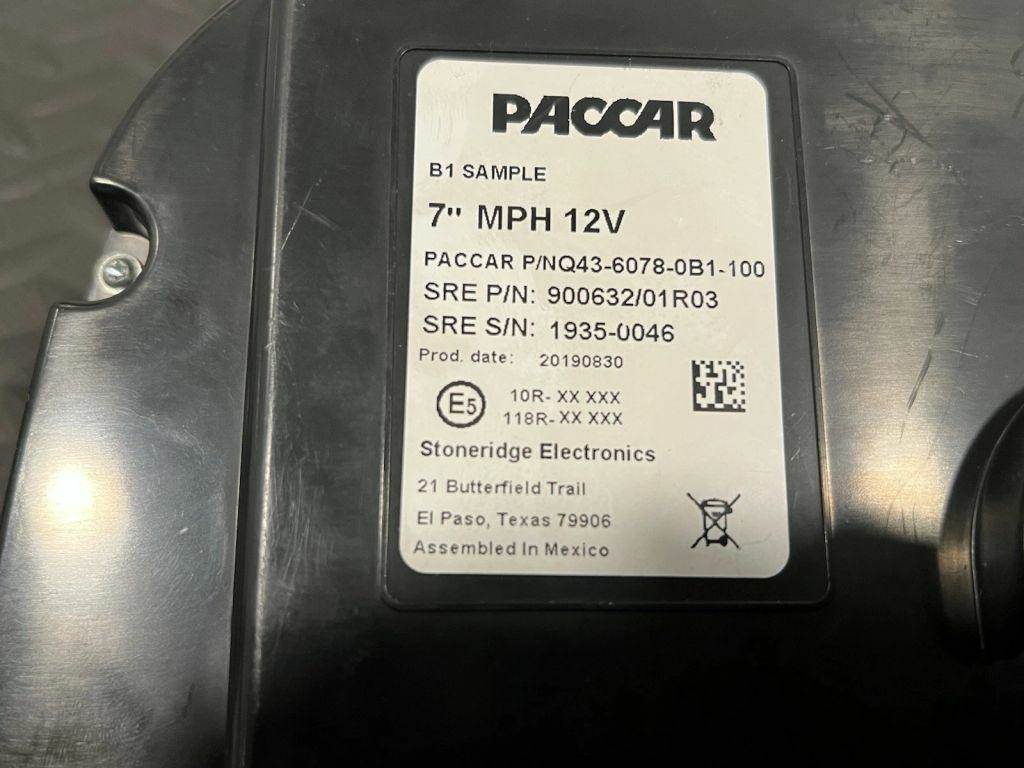 PACCAR
B1 SAMPLE
7" MPH 12V
PACCAR P/NQ43-6078-0B1-100
SRE P/N: 900632/01R03
SRE S/N: 1935-0046
Prod. date: 20190830
E5
10R- XX XXX
118R- XX XXX
Stoneridge Electronics
21 Butterfield Trail
El Paso, Texas 79906
Assembled In Mexico